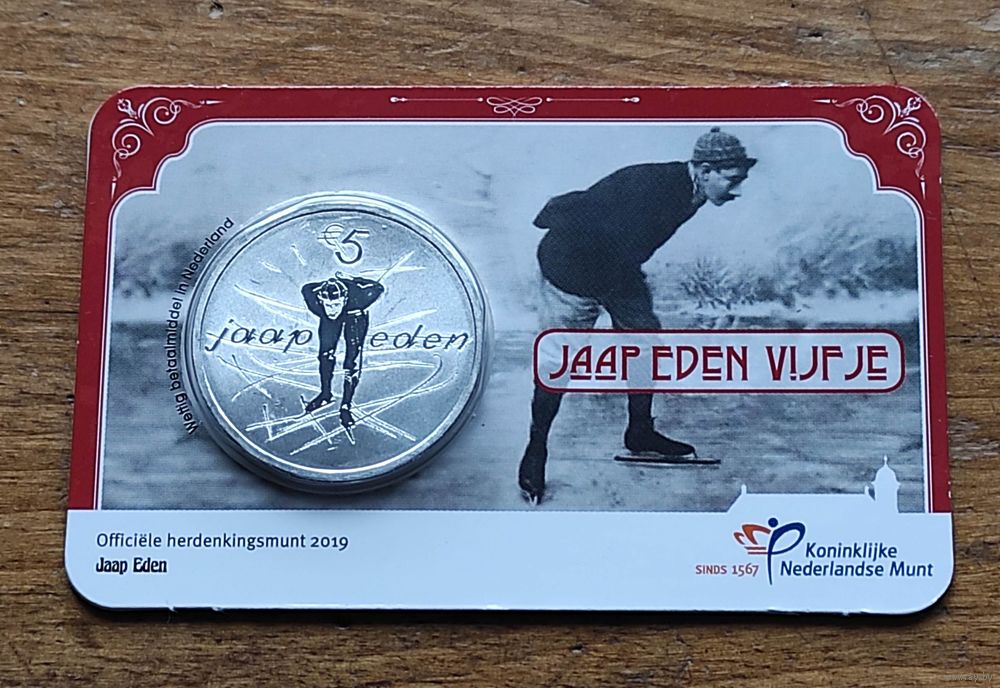 Wettig betaalmiddel in Nederland
€5
jaap eden
JAAP EDEN VIJFJE
Officiële herdenkingsmunt 2019
Jaap Eden
SINDS 1567
Koninklijke
Nederlandse Munt